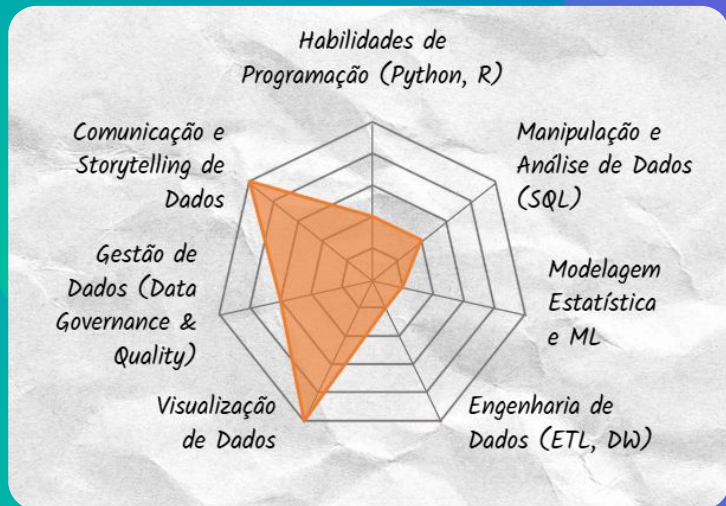 Habilidades de
Programação (Python, R)
Manipulação e
Análise de Dados
(SQL)
Modelagem
Estatística
e ML
Engenharia de
Dados (ETL, DW)
Visualização
de Dados
Gestão de
Dados (Data
Governance &
Quality)
Comunicação e
Storytelling de
Dados